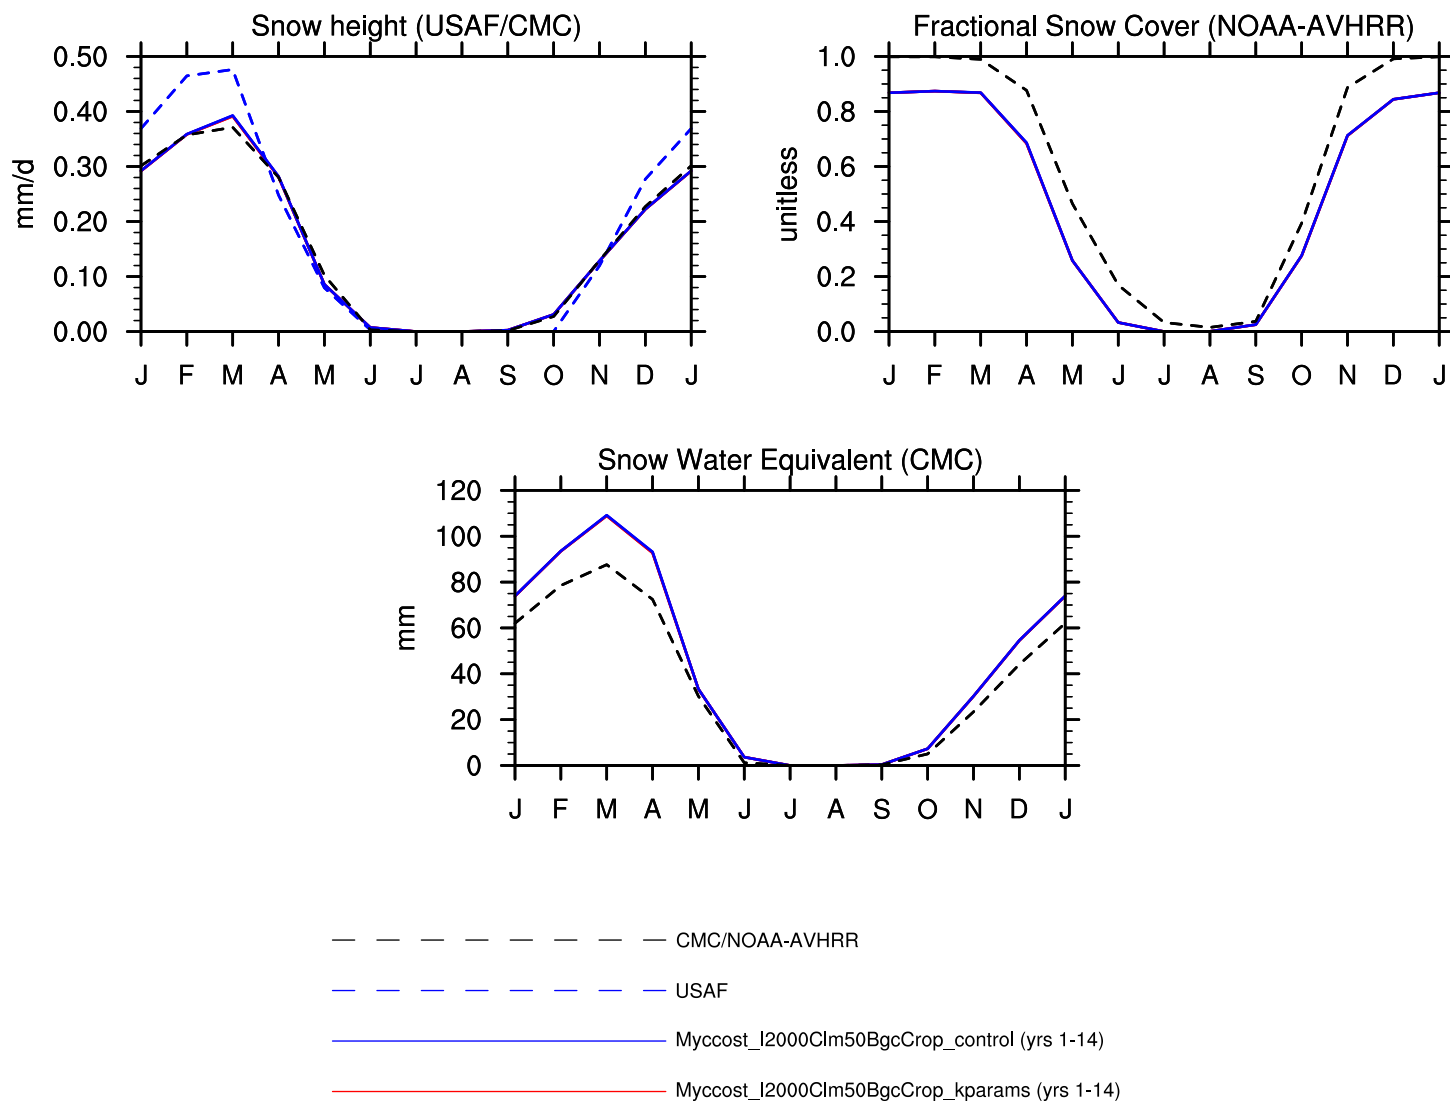 Snow height (USAF/CMC)
0.50
0.40
0.30
0.20
0.10
0.00
mm/d
J F M A M J J A S O N D J
Fractional Snow Cover (NOAA-AVHRR)
1.0
0.8
0.6
0.4
0.2
0.0
unitless
J F M A M J J A S O N D J
Snow Water Equivalent (CMC)
120
100
80
60
40
20
0
mm
J F M A M J J A S O N D J
CMC/NOAA-AVHRR
USAF
Myccost_I2000Clm50BgcCrop_control (yrs 1-14)
Myccost_I2000Clm50BgcCrop_kparams (yrs 1-14)